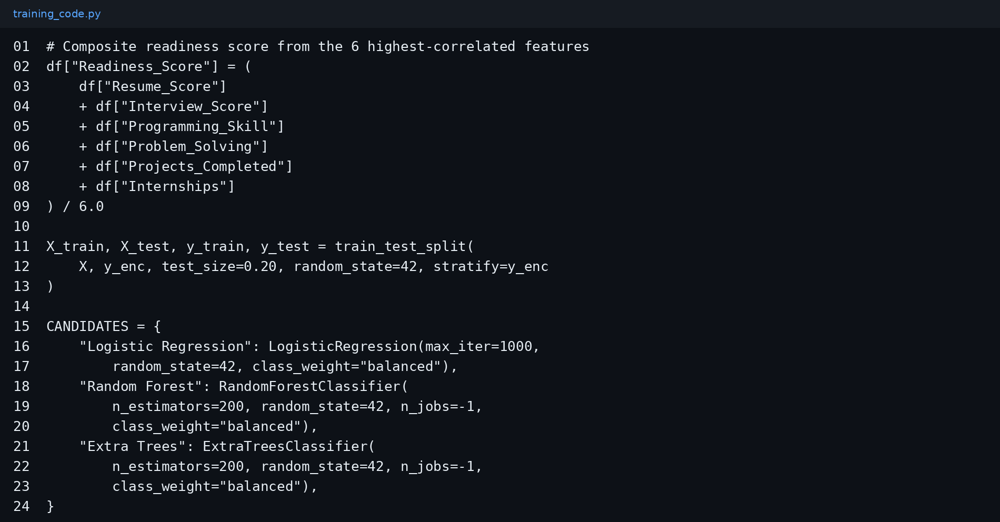 training_code.py
01  # Composite readiness score from the 6 highest-correlated features
02  df["Readiness_Score"] = (
03      df["Resume_Score"]
04      + df["Interview_Score"]
05      + df["Programming_Skill"]
06      + df["Problem_Solving"]
07      + df["Projects_Completed"]
08      + df["Internships"]
09  ) / 6.0
10
11  X_train, X_test, y_train, y_test = train_test_split(
12      X, y_enc, test_size=0.20, random_state=42, stratify=y_enc
13  )
14
15  CANDIDATES = {
16      "Logistic Regression": LogisticRegression(max_iter=1000,
17          random_state=42, class_weight="balanced"),
18      "Random Forest": RandomForestClassifier(
19          n_estimators=200, random_state=42, n_jobs=-1,
20          class_weight="balanced"),
21      "Extra Trees": ExtraTreesClassifier(
22          n_estimators=200, random_state=42, n_jobs=-1,
23          class_weight="balanced"),
24  }